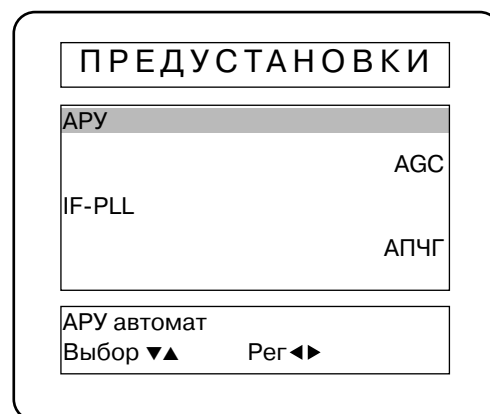 ПРЕДУСТАНОВКИ
АРУ
AGC
IF-PLL
АПЧГ
АРУ автомат
Выбор ▼▲ Рег◄►